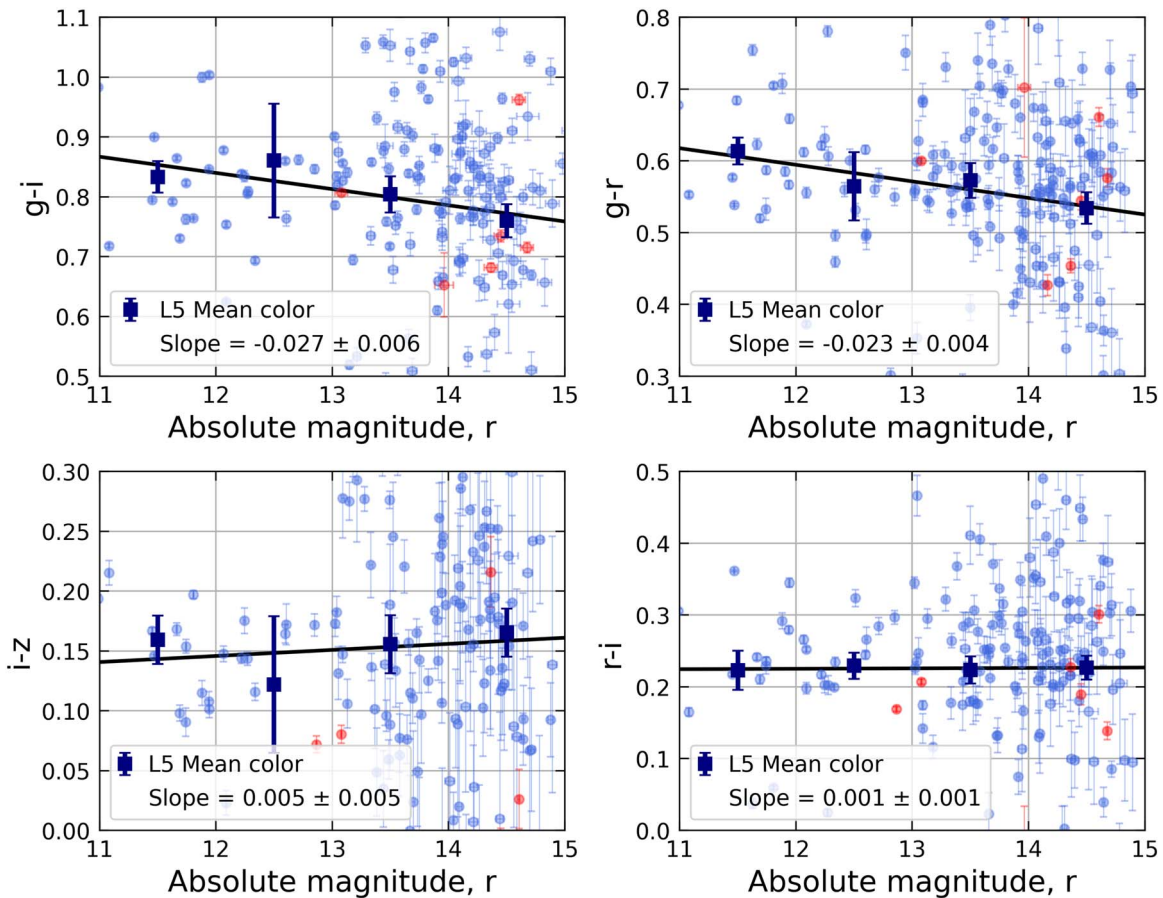 1.1
1.0
0.9
0.8
0.7
0.6
0.5
g-i
L5 Mean color
Slope = -0.027 ± 0.006
11 12 13 14 15
Absolute magnitude, r
0.8
0.7
0.6
0.5
0.4
0.3
g-r
L5 Mean color
Slope = -0.023 ± 0.004
11 12 13 14 15
Absolute magnitude, r
0.30
0.25
0.20
0.15
0.10
0.05
0.00
i-z
L5 Mean color
Slope = 0.005 ± 0.005
11 12 13 14 15
Absolute magnitude, r
0.5
0.4
0.3
0.2
0.1
0.0
r-i
L5 Mean color
Slope = 0.001 ± 0.001
11 12 13 14 15
Absolute magnitude, r